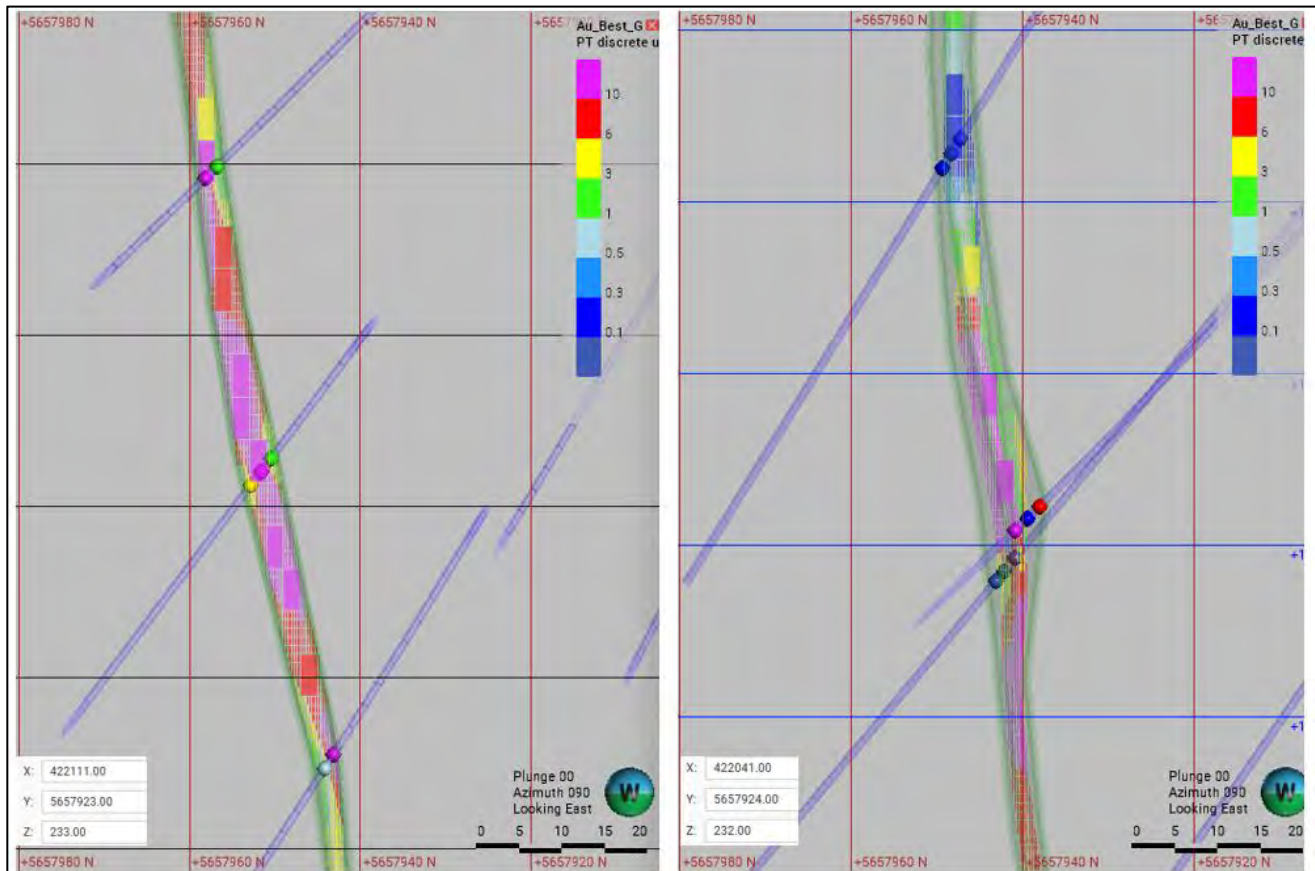 +5657980 N
+5657960 N
+5657940 N
Au_Best_G
PT discrete u
10
6
3
1
0.5
0.3
0.1
X: 422111.00
Y: 5657923.00
Z: 233.00
Plunge 00
Azimuth 090
Looking East
W
0 5 10 15 20
+5657980 N
+5657960 N
+5657940 N
+5657920 N
+5657960 N
+5657940 N
Au_Best_G
PT discrete
10
6
3
1
0.5
0.3
0.1
+1
+1
X: 422041.00
Y: 5657924.00
Z: 232.00
Plunge 00
Azimuth 090
Looking East
W
0 5 10 15 20
+5657980 N
+5657960 N
+5657940 N
+5657920 N